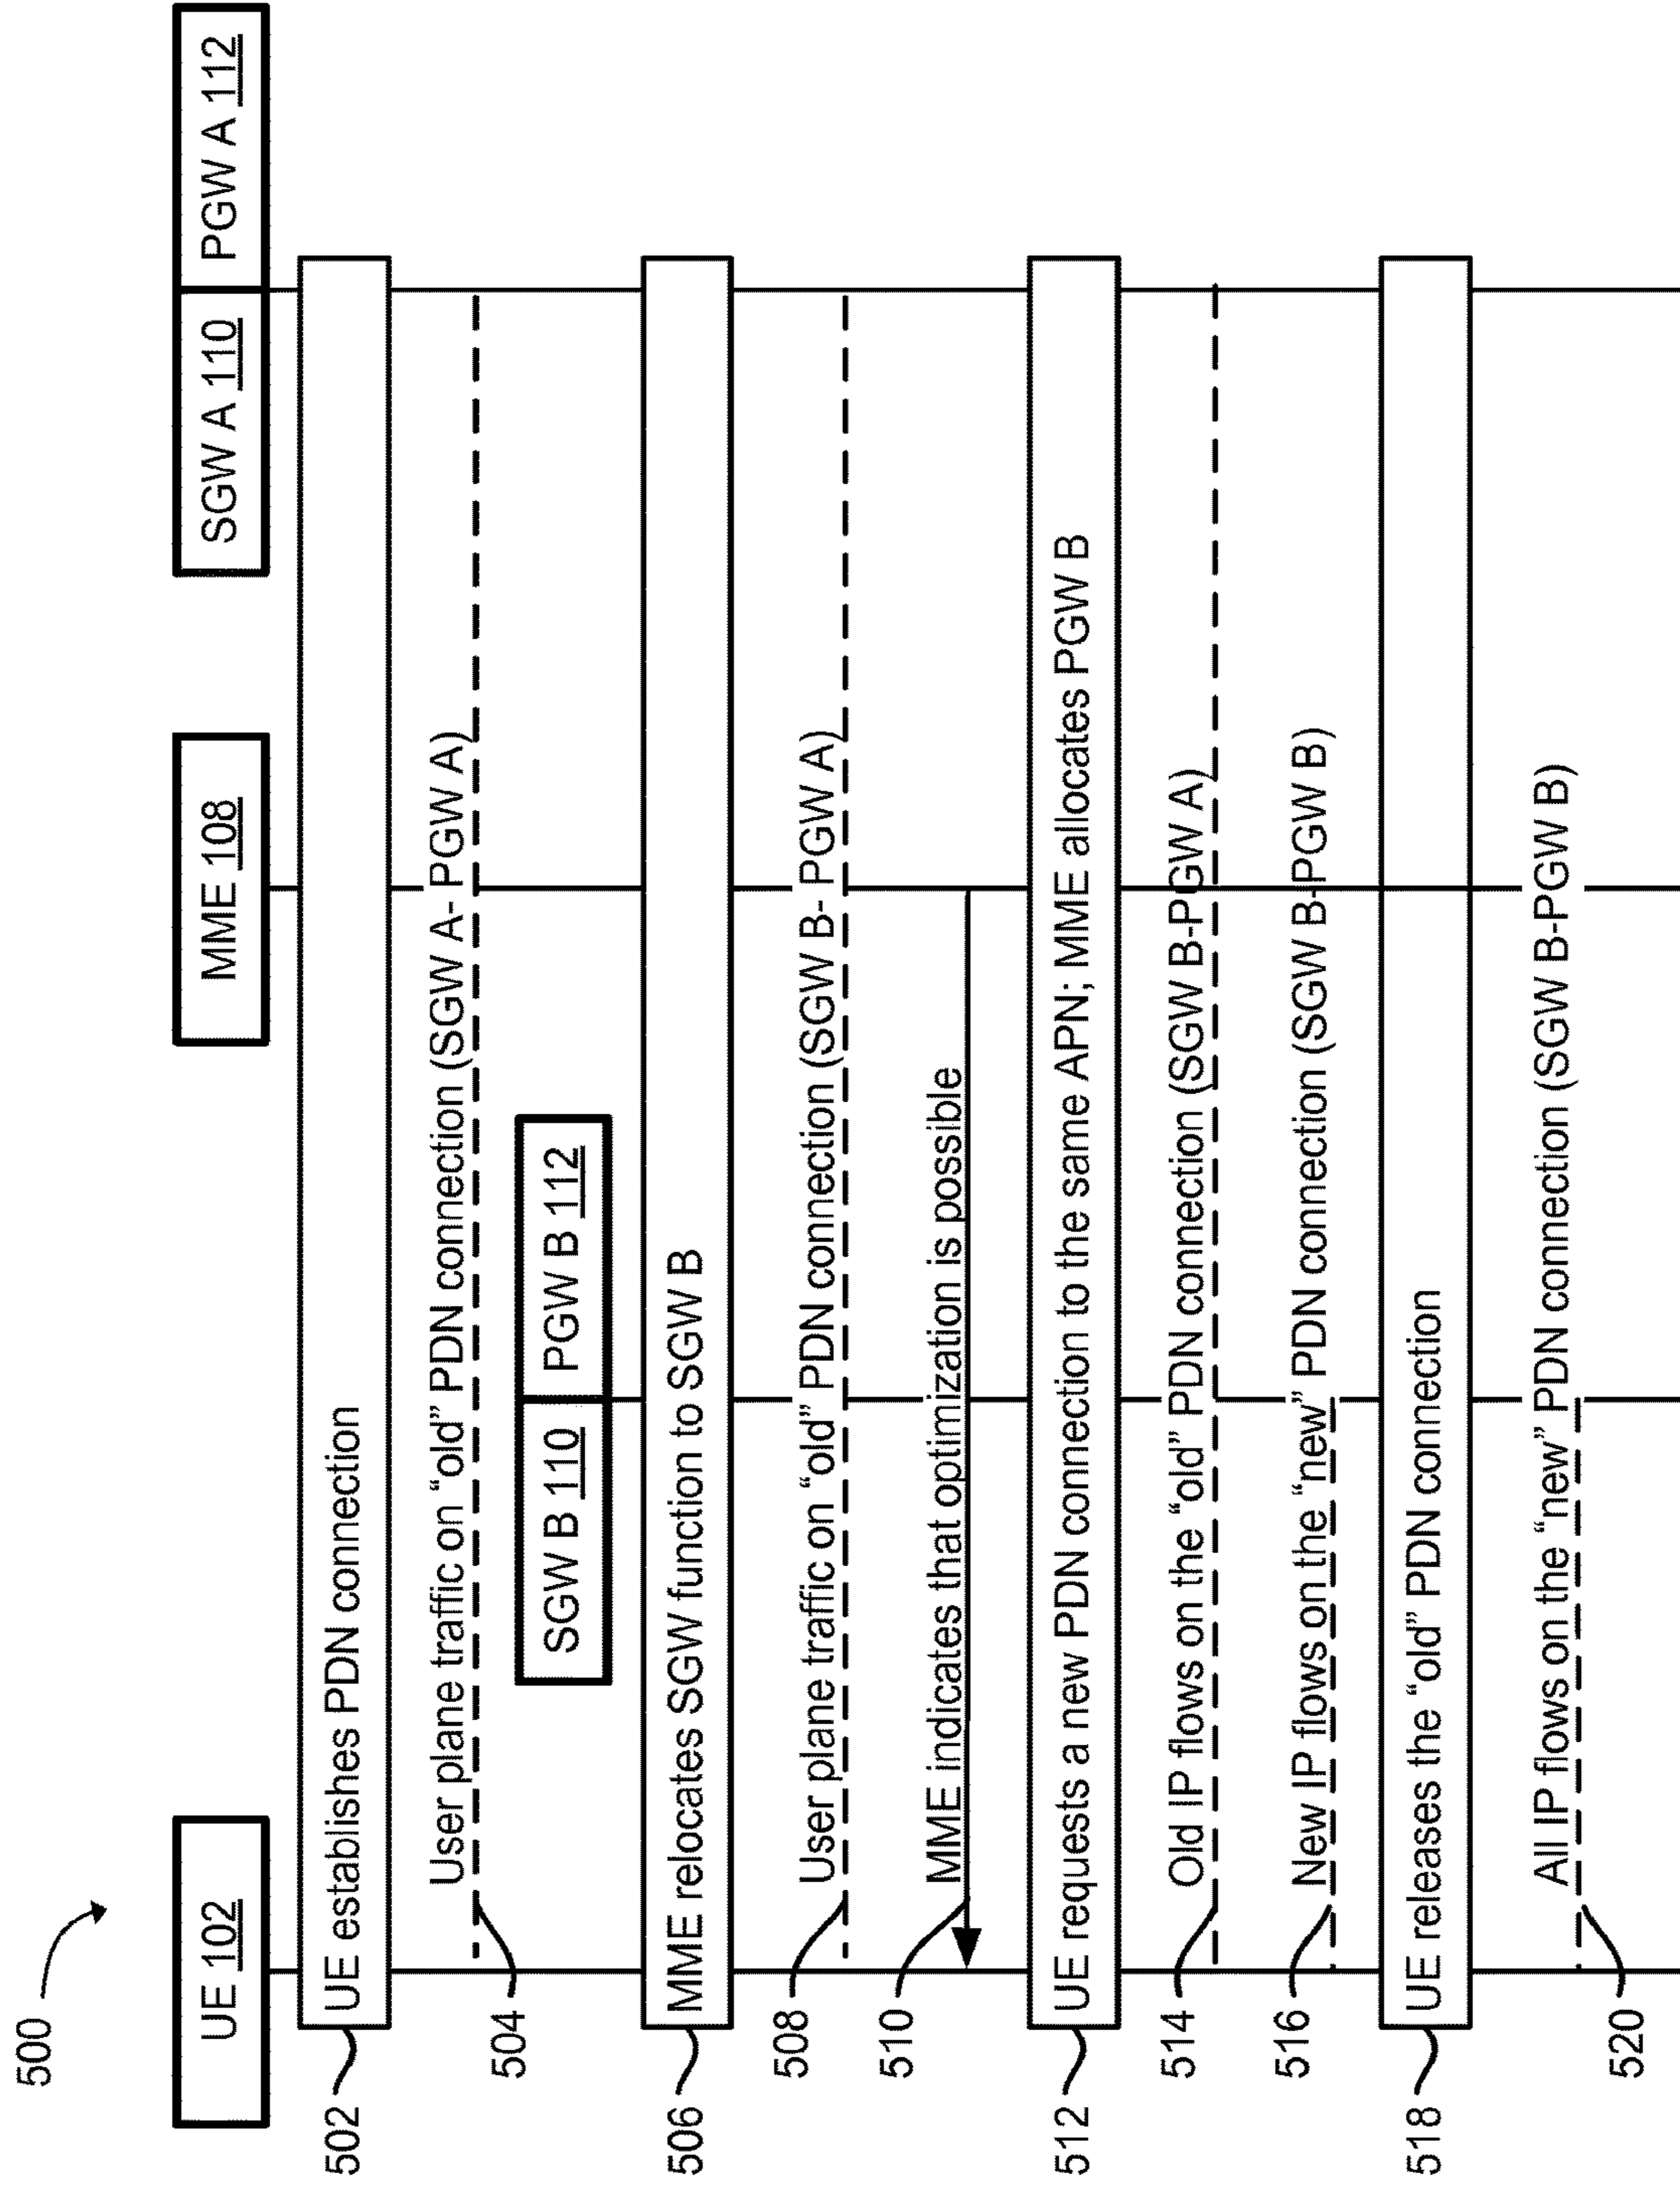 500
UE 102
MME 108
SGW A 110
PGW A 112
502
UE establishes PDN connection
User plane traffic on “old” PDN connection (SGW A- PGW A)
504
SGW B 110
PGW B 112
506
MME relocates SGW function to SGW B
508
User plane traffic on “old” PDN connection (SGW B- PGW A)
510
MME indicates that optimization is possible
512
UE requests a new PDN connection to the same APN; MME allocates PGW B
514
Old IP flows on the “old” PDN connection (SGW B-PGW A)
516
New IP flows on the “new” PDN connection (SGW B-PGW B)
518
UE releases the “old” PDN connection
All IP flows on the “new” PDN connection (SGW B-PGW B)
520